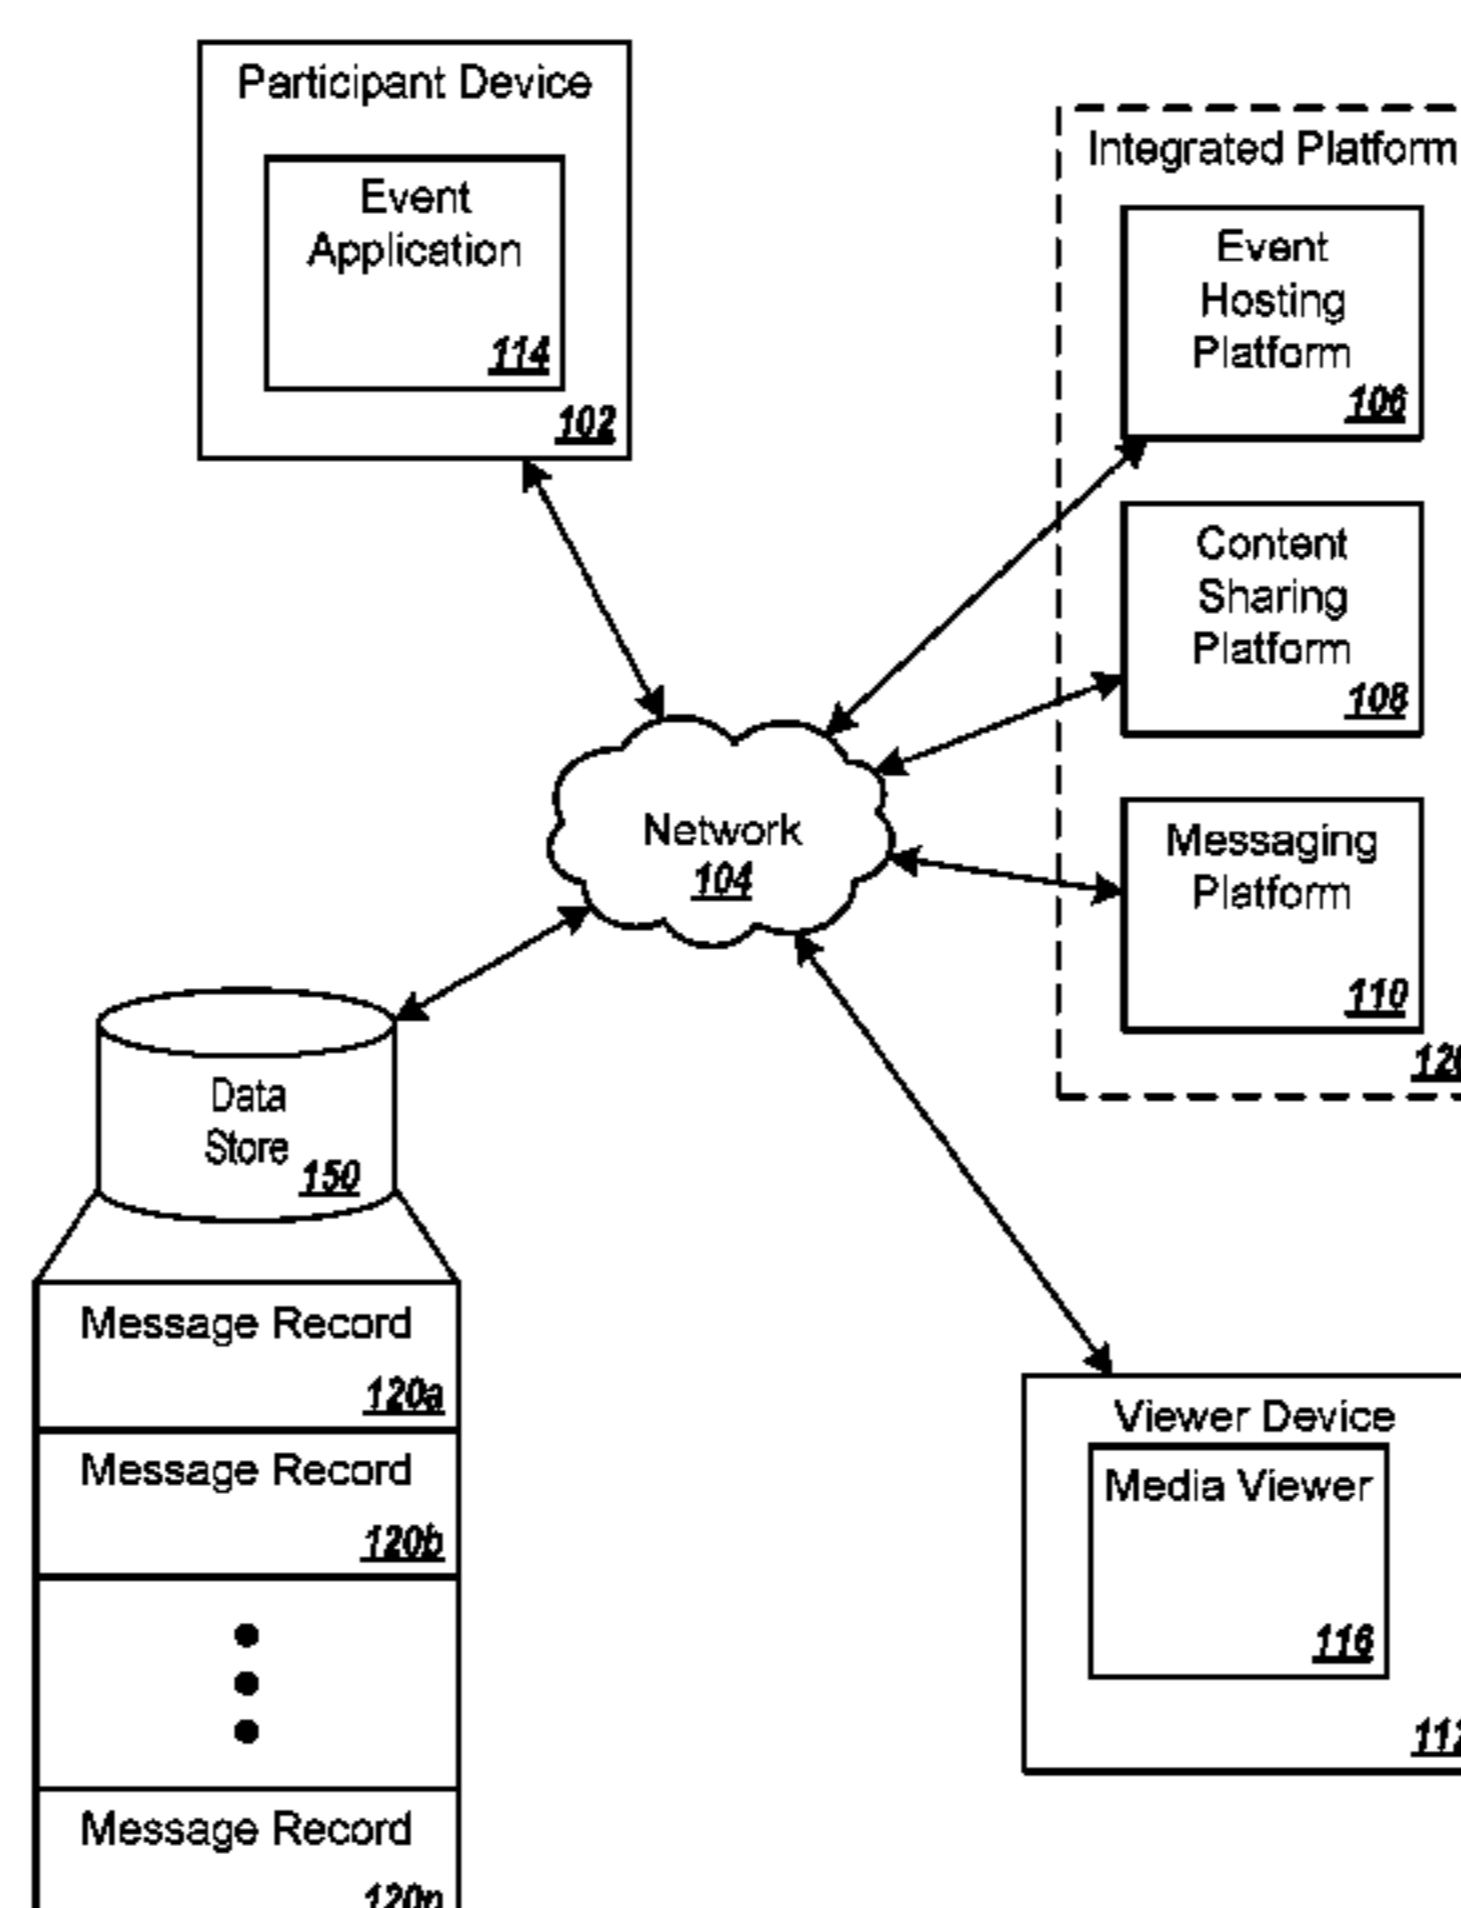 Participant Device
Event
Application
114
102
Integrated Platform
Event
Hosting
Platform
106
Content
Sharing
Platform
108
Messaging
Platform
110
Network
104
Data
Store
150
Message Record
120a
Message Record
120b
Message Record
120n
Viewer Device
Media Viewer
116